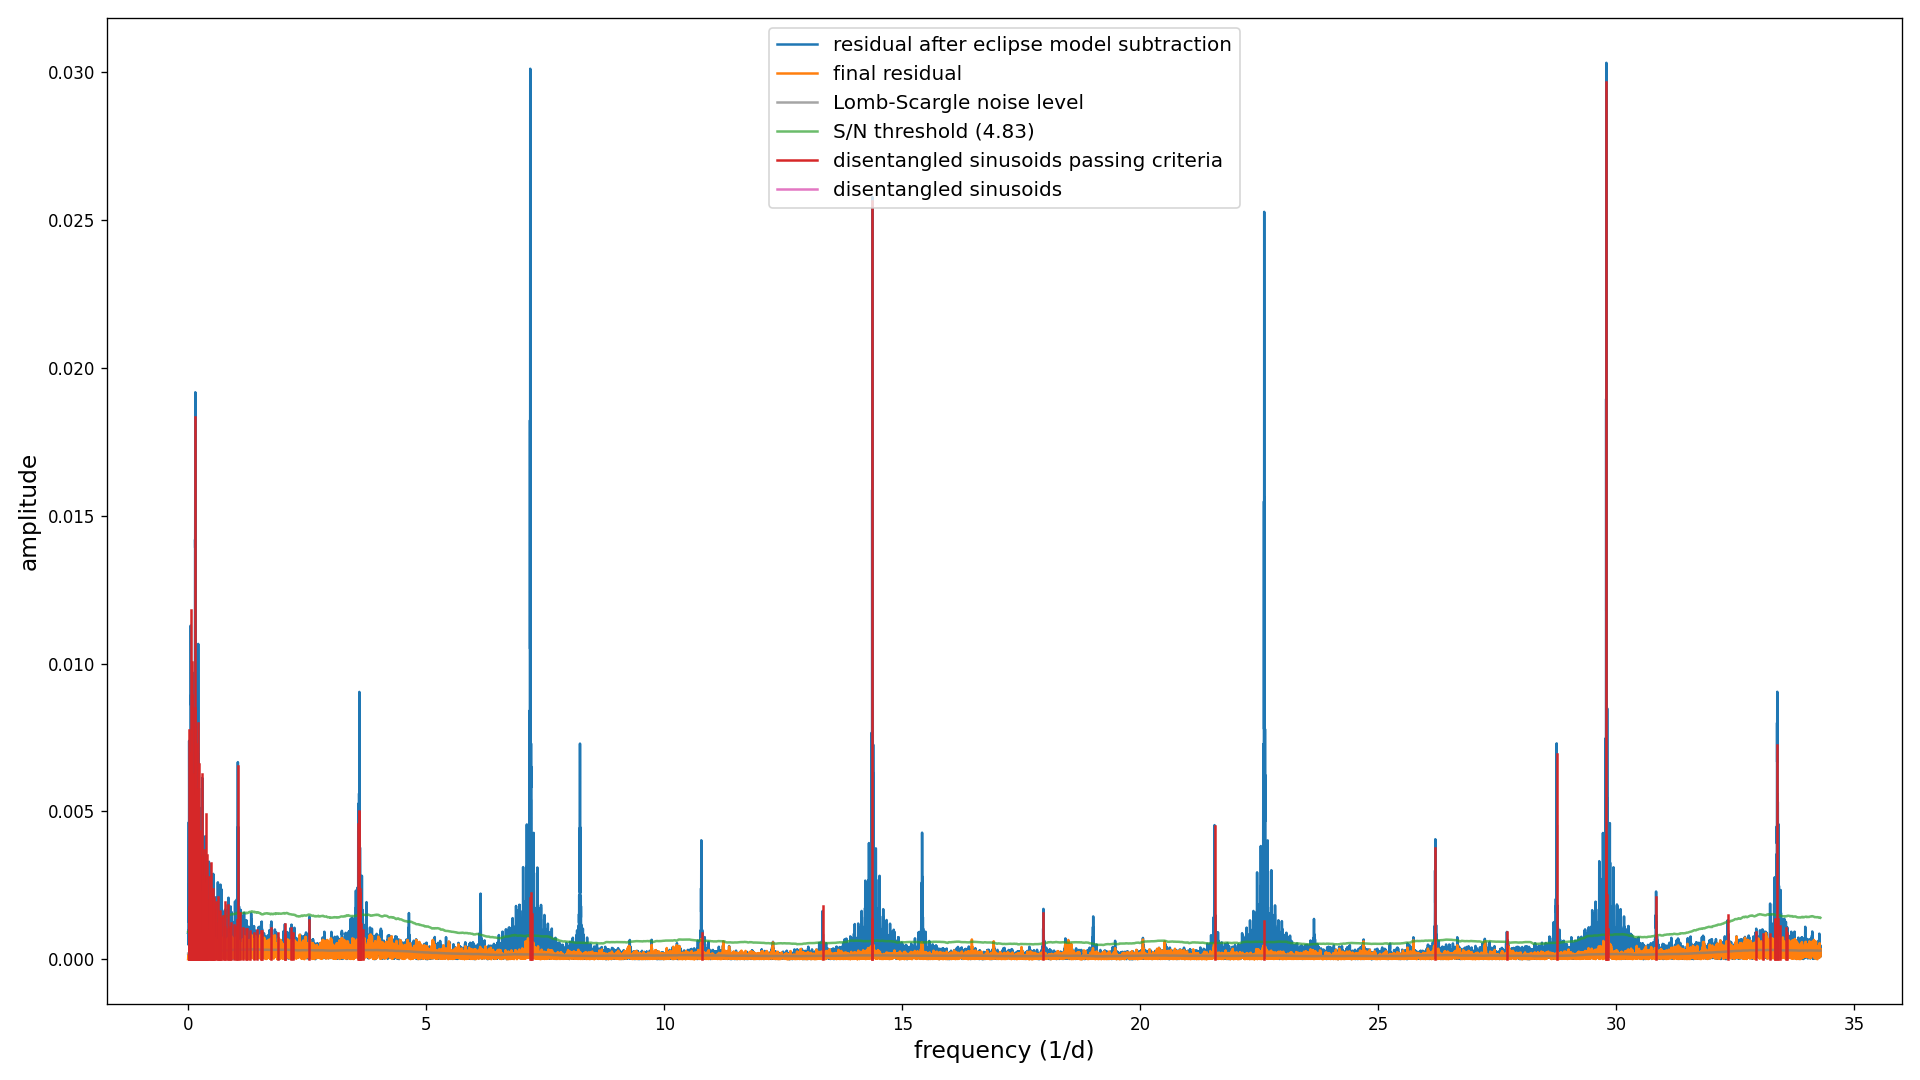 residual after eclipse model subtraction
final residual
Lomb-Scargle noise level
S/N threshold (4.83)
disentangled sinusoids passing criteria
disentangled sinusoids
0.030
0.025
0.020
0.015
0.010
0.005
0.000
amplitude
0 5 10 15 20 25 30 35
frequency (1/d)